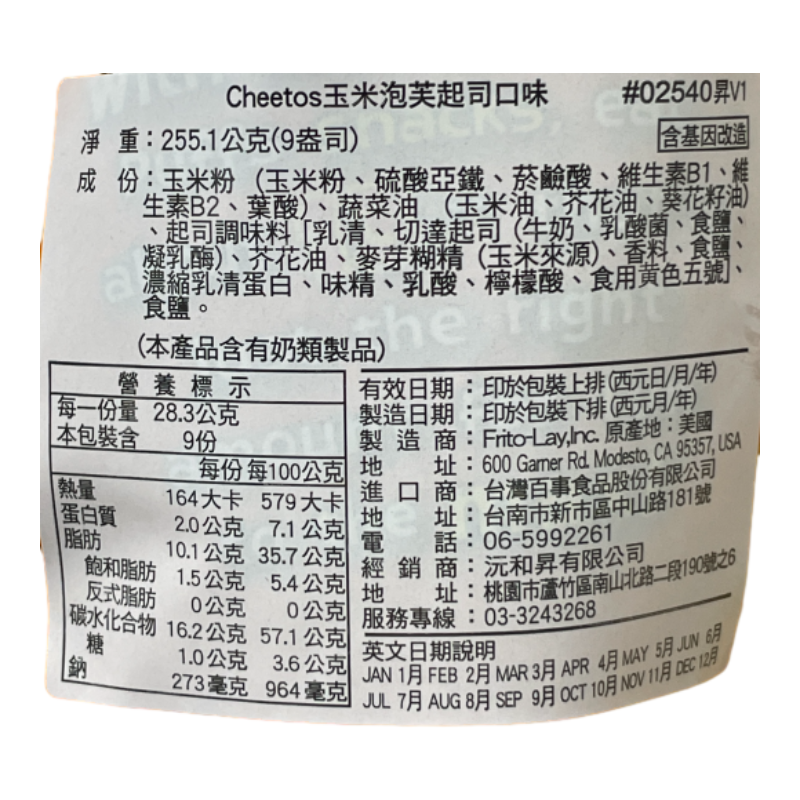 Cheetos玉米泡芙起司口味 #02540昇V1
淨 重：255.1公克(9盎司) 含基因改造
成 份：玉米粉（玉米粉、硫酸亞鐵、菸鹼酸、維生素B1、維
生素B2、葉酸）、蔬菜油（玉米油、芥花油、葵花籽油）
、起司調味料［乳清、切達起司（牛奶、乳酸菌、食鹽、
凝乳酶）、芥花油、麥芽糊精（玉米來源）、香料、食鹽、
濃縮乳清蛋白、味精、乳酸、檸檬酸、食用黄色五號］、
食鹽。
(本產品含有奶類製品)
營養標示
每一份量 28.3公克
本包裝含 9份
每份 每100公克
熱量 164大卡 579大卡
蛋白質 2.0公克 7.1公克
脂肪 10.1公克 35.7公克
飽和脂肪 1.5公克 5.4公克
反式脂肪 0公克 0公克
碳水化合物 16.2公克 57.1公克
糖 1.0公克 3.6公克
鈉 273毫克 964毫克
有效日期：印於包裝上排(西元日/月/年)
製造日期：印於包裝下排(西元月/年)
製造商：Frito-Lay,Inc. 原產地：美國
地 址：600 Garner Rd. Modesto, CA 95357, USA
進口商：台灣百事食品股份有限公司
地 址：台南市新市區中山路181號
電 話：06-5992261
經銷商：沅和昇有限公司
地 址：桃園市蘆竹區南山北路二段190號之6
服務專線：03-3243268
英文日期說明
JAN 1月 FEB 2月 MAR 3月 APR 4月 MAY 5月 JUN 6月
JUL 7月 AUG 8月 SEP 9月 OCT 10月 NOV 11月 DEC 12月